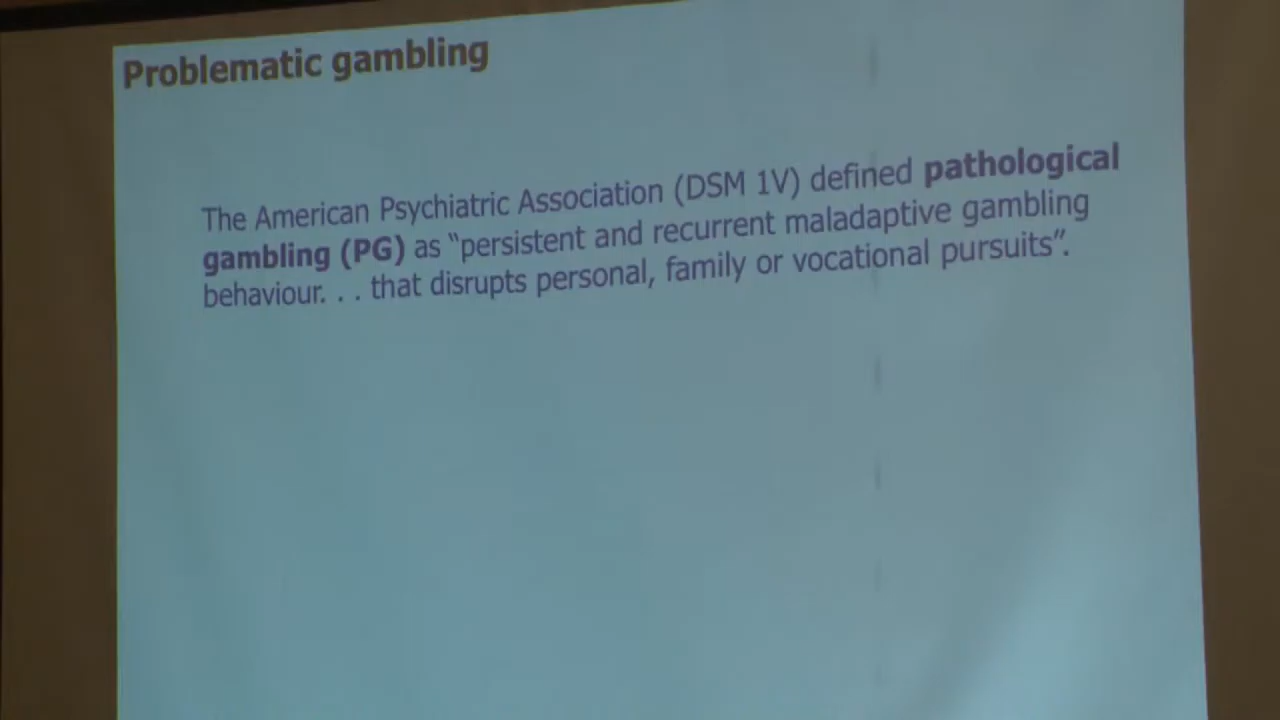 Problematic gambling
The American Psychiatric Association (DSM 1V) defined pathological
gambling (PG) as “persistent and recurrent maladaptive gambling
behaviour. . . that disrupts personal, family or vocational pursuits”.